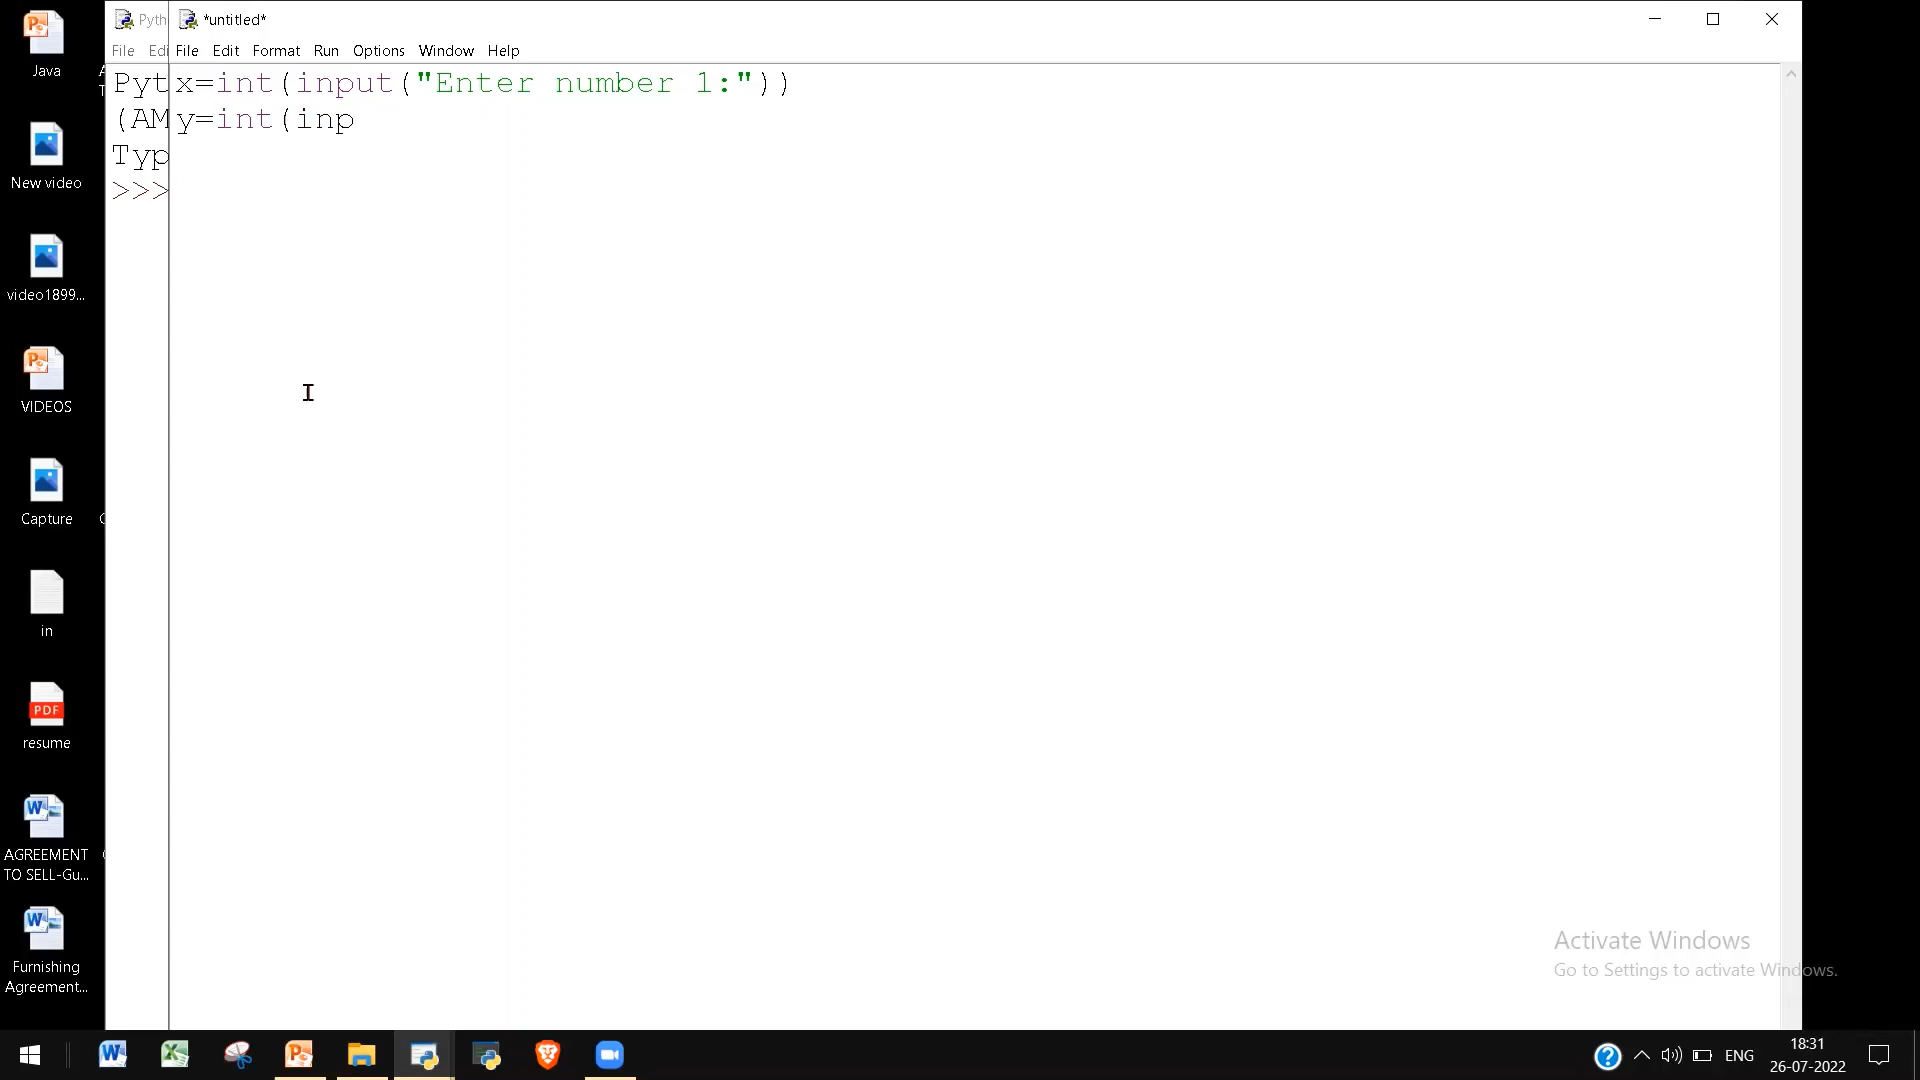 Java
New video
video1899...
VIDEOS
Capture
in
PDF
resume
AGREEMENT
TO SELL-Gu...
Furnishing
Agreement...
Pyth
File Edi
Pyt
(AM
Typ
>>>
*untitled*
File Edit Format Run Options Window Help
x=int(input("Enter number 1:"))
y=int(inp
Activate Windows
Go to Settings to activate Windows.
ENG
18:31
26-07-2022